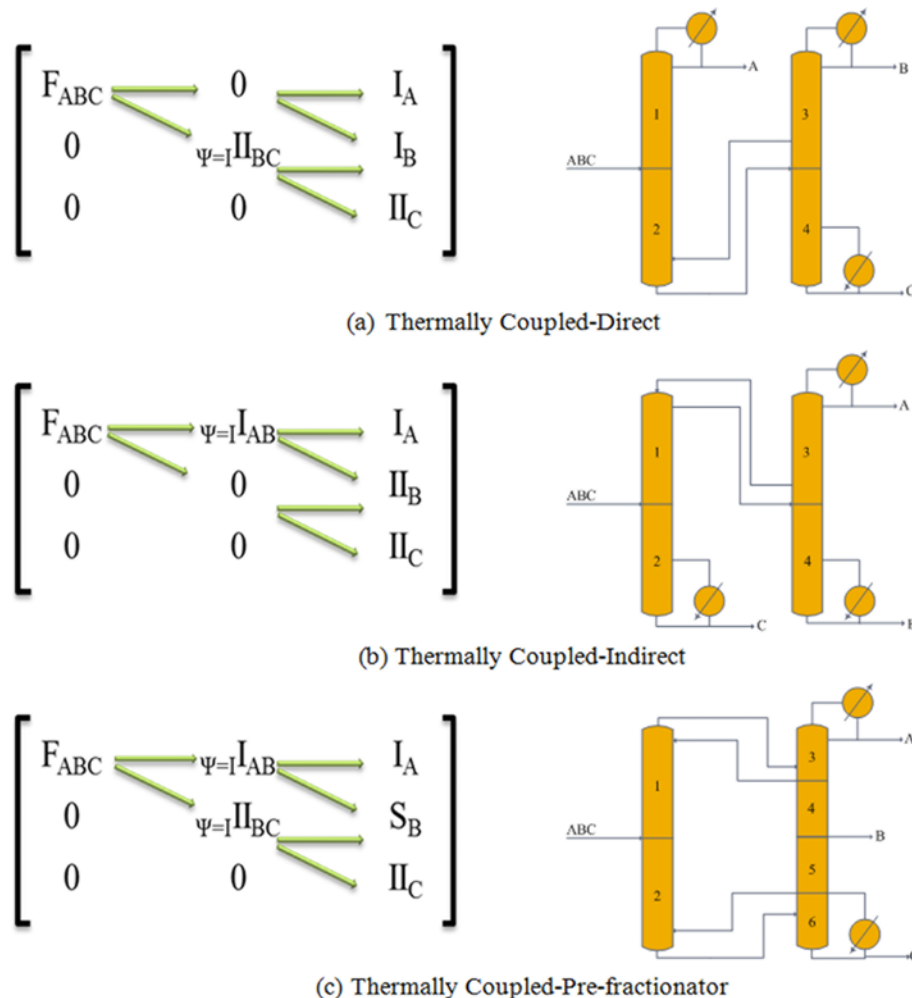 F_ABC 0 I_A
0 Ψ=I II_BC I_B
0 0 II_C
A
B
1
3
ABC
2
4
C
(a) Thermally Coupled-Direct
F_ABC Ψ=I I_AB I_A
0 0 II_B
0 0 II_C
A
1
3
ABC
2
4
C
(b) Thermally Coupled-Indirect
F_ABC Ψ=I I_AB I_A
0 Ψ=I II_BC S_B
0 0 II_C
A
3
1
4
ABC
B
5
2
6
(c) Thermally Coupled-Pre-fractionator